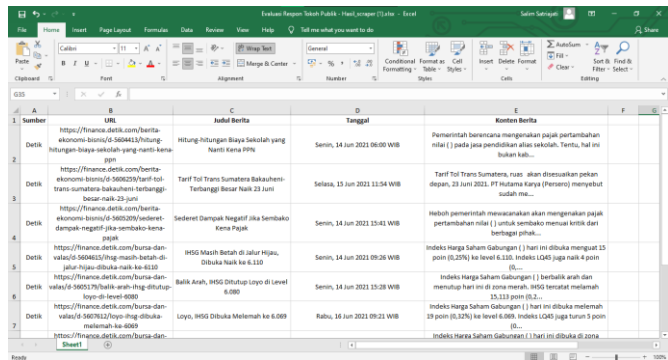 Evaluasi Respon Tokoh Publik - Hasil_scraper (1).xlsx - Excel
Salim Satriajati
File Home Insert Page Layout Formulas Data Review View Help Tell me what you want to do Share
Paste
Calibri 11 A A
B I U A
Wrap Text
Merge & Center
General
% ,
Conditional Formatting Format as Table Cell Styles
Insert Delete Format
AutoSum
Fill
Clear
Sort & Filter Find & Select
Clipboard Font Alignment Number Styles Cells Editing
G35 fx
A B C D E F G
1 Sumber URL Judul Berita Tanggal Konten Berita
2 Detik https://finance.detik.com/berita-ekonomi-bisnis/d-5604413/hitung-hitungan-biaya-sekolah-yang-nanti-kena-ppn Hitung-hitungan Biaya Sekolah yang Nanti Kena PPN Senin, 14 Jun 2021 06:00 WIB Pemerintah berencana mengenakan pajak pertambahan nilai ( ) pada jasa pendidikan alias sekolah. Tentu, hal ini bukan kab...
3 Detik https://finance.detik.com/berita-ekonomi-bisnis/d-5606259/tarif-tol-trans-sumatera-bakauheni-terbanggi-besar-naik-23-juni Tarif Tol Trans Sumatera Bakauheni-Terbanggi Besar Naik 23 Juni Selasa, 15 Jun 2021 11:54 WIB Tarif Tol Trans Sumatera, ruas akan disesuaikan pekan depan, 23 Juni 2021. PT Hutama Karya (Persero) menyebut sudah me...
4 Detik https://finance.detik.com/berita-ekonomi-bisnis/d-5605209/sederet-dampak-negatif-jika-sembako-kena-pajak Sederet Dampak Negatif Jika Sembako Kena Pajak Senin, 14 Jun 2021 15:41 WIB Heboh pemerintah mewacanakan akan mengenakan pajak pertambahan nilai ( ) untuk sembako menuai kritik dari berbagai pihak...
5 Detik https://finance.detik.com/bursa-dan-valas/d-5604615/ihsg-masih-betah-di-jalur-hijau-dibuka-naik-ke-6110 IHSG Masih Betah di Jalur Hijau, Dibuka Naik ke 6.110 Senin, 14 Jun 2021 09:26 WIB Indeks Harga Saham Gabungan ( ) hari ini dibuka menguat 15 poin (0,25%) ke level 6.110. Indeks LQ45 juga naik 4 poin (0,...
6 Detik https://finance.detik.com/bursa-dan-valas/d-5605179/balik-arah-ihsg-ditutup-loyo-di-level-6080 Balik Arah, IHSG Ditutup Loyo di Level 6.080 Senin, 14 Jun 2021 15:28 WIB Indeks Harga Saham Gabungan ( ) berbalik arah dan menutup hari ini di zona merah. IHSG tercatat melemah 15,113 poin (0,2...
7 Detik https://finance.detik.com/bursa-dan-valas/d-5607612/loyo-ihsg-dibuka-melemah-ke-6069 Loyo, IHSG Dibuka Melemah ke 6.069 Rabu, 16 Jun 2021 09:21 WIB Indeks Harga Saham Gabungan ( ) hari ini dibuka melemah 19 poin (0,32%) ke level 6.069. Indeks LQ45 juga turun 5 poin (0...
https://finance.detik.com/bursa-dan- Indeks Harga Saham Gabungan ( ) hari ini dibuka di zona
Sheet1
Ready 100%